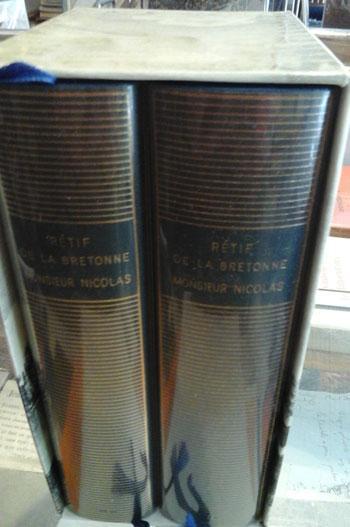 RÉTIF
DE LA BRETONNE
MONSIEUR NICOLAS
RÉTIF
DE LA BRETONNE
MONSIEUR NICOLAS